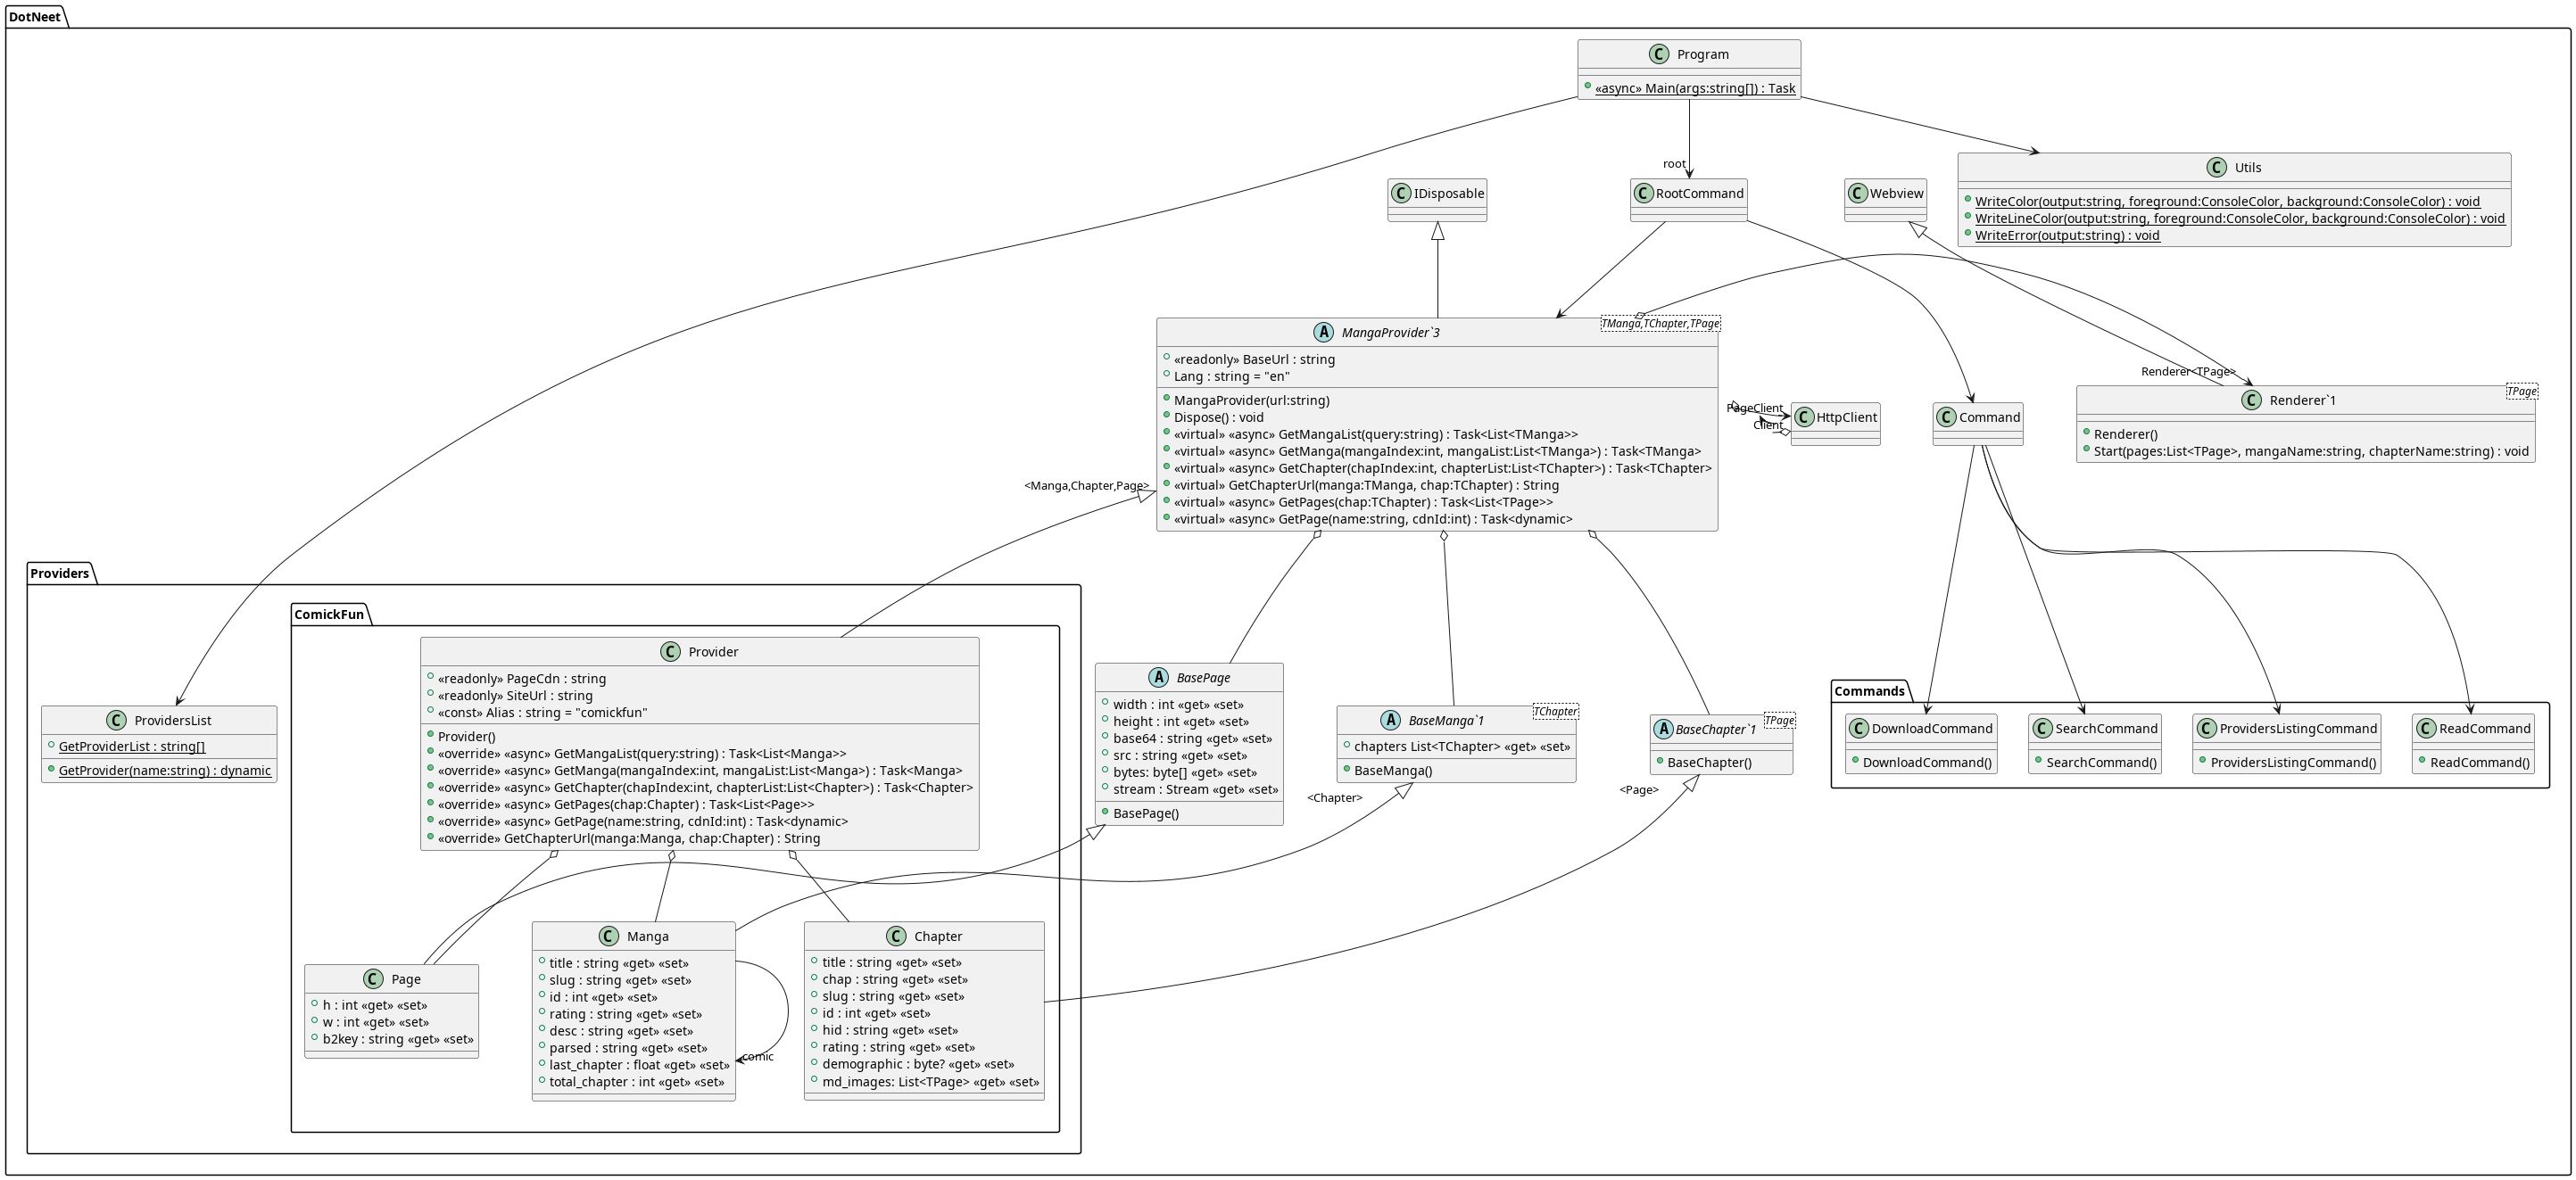 DotNeet
C Program
«async» Main(args:string[]) : Task
root
C IDisposable
C RootCommand
C Webview
C Utils
WriteColor(output:string, foreground:ConsoleColor, background:ConsoleColor) : void
WriteLineColor(output:string, foreground:ConsoleColor, background:ConsoleColor) : void
WriteError(output:string) : void
A MangaProvider`3
TManga,TChapter,TPage
«readonly» BaseUrl : string
Lang : string = "en"
MangaProvider(url:string)
Dispose() : void
«virtual» «async» GetMangaList(query:string) : Task<List<TManga>>
«virtual» «async» GetManga(mangaIndex:int, mangaList:List<TManga>) : Task<TManga>
«virtual» «async» GetChapter(chapIndex:int, chapterList:List<TChapter>) : Task<TChapter>
«virtual» GetChapterUrl(manga:TManga, chap:TChapter) : String
«virtual» «async» GetPages(chap:TChapter) : Task<List<TPage>>
«virtual» «async» GetPage(name:string, cdnId:int) : Task<dynamic>
<Manga,Chapter,Page>
PageClient
Client
C HttpClient
C Command
Renderer<TPage>
C Renderer`1
TPage
Renderer()
Start(pages:List<TPage>, mangaName:string, chapterName:string) : void
Providers
C ProvidersList
GetProviderList : string[]
GetProvider(name:string) : dynamic
ComickFun
C Provider
«readonly» PageCdn : string
«readonly» SiteUrl : string
«const» Alias : string = "comickfun"
Provider()
«override» «async» GetMangaList(query:string) : Task<List<Manga>>
«override» «async» GetManga(mangaIndex:int, mangaList:List<Manga>) : Task<Manga>
«override» «async» GetChapter(chapIndex:int, chapterList:List<Chapter>) : Task<Chapter>
«override» «async» GetPages(chap:Chapter) : Task<List<Page>>
«override» «async» GetPage(name:string, cdnId:int) : Task<dynamic>
«override» GetChapterUrl(manga:Manga, chap:Chapter) : String
A BasePage
width : int «get» «set»
height : int «get» «set»
base64 : string «get» «set»
src : string «get» «set»
bytes: byte[] «get» «set»
stream : Stream «get» «set»
BasePage()
A BaseManga`1
TChapter
chapters List<TChapter> «get» «set»
BaseManga()
<Chapter>
A BaseChapter`1
TPage
BaseChapter()
<Page>
Commands
C DownloadCommand
DownloadCommand()
C SearchCommand
SearchCommand()
C ProvidersListingCommand
ProvidersListingCommand()
C ReadCommand
ReadCommand()
C Page
h : int «get» «set»
w : int «get» «set»
b2key : string «get» «set»
C Manga
title : string «get» «set»
slug : string «get» «set»
id : int «get» «set»
rating : string «get» «set»
desc : string «get» «set»
parsed : string «get» «set»
last_chapter : float «get» «set»
total_chapter : int «get» «set»
comic
C Chapter
title : string «get» «set»
chap : string «get» «set»
slug : string «get» «set»
id : int «get» «set»
hid : string «get» «set»
rating : string «get» «set»
demographic : byte? «get» «set»
md_images: List<TPage> «get» «set»